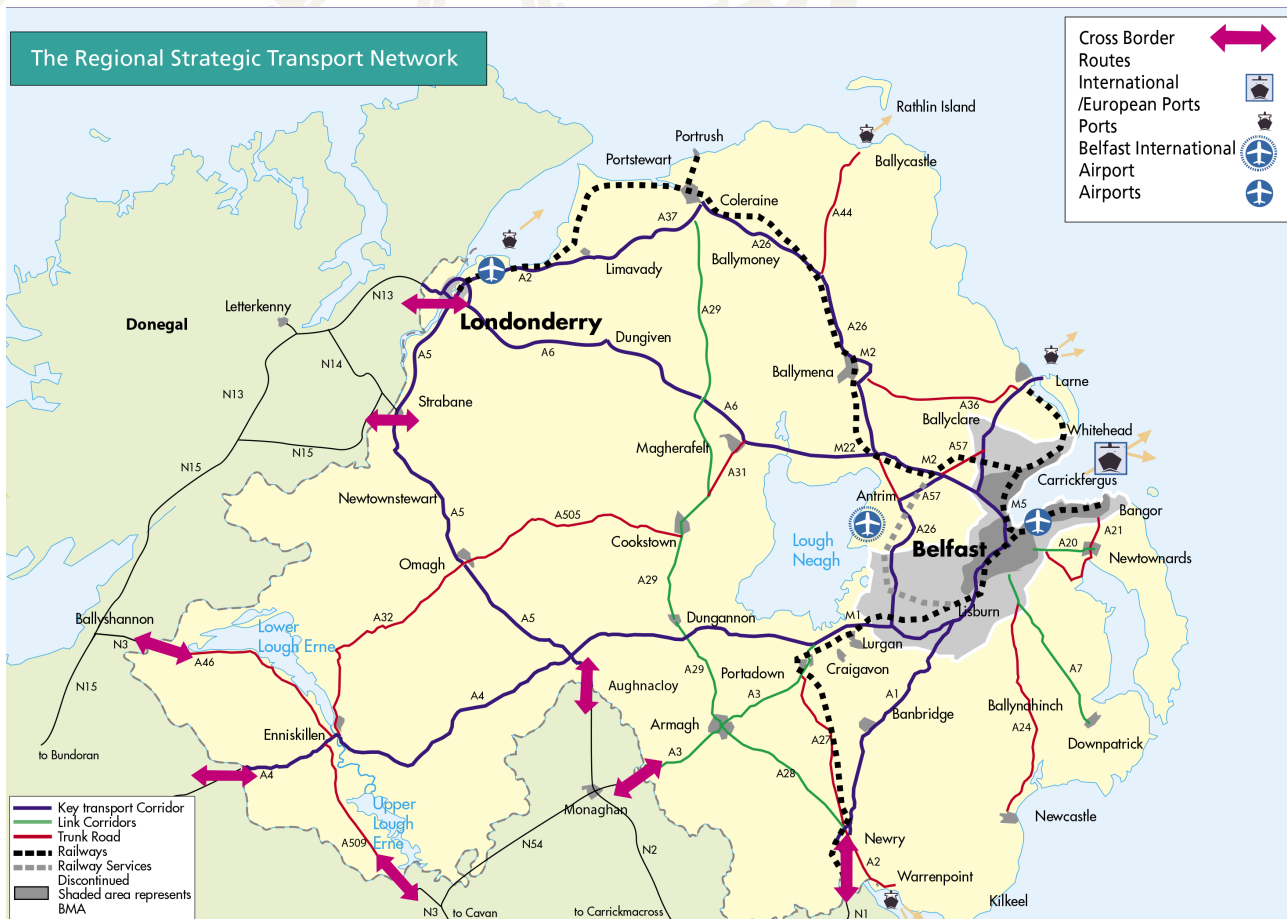 The Regional Strategic Transport Network
Cross Border
Routes
International
/European Ports
Ports
Belfast International
Airport
Airports
Rathlin Island
Portrush
Portstewart
Ballycastle
Coleraine
A44
A37
A26
Ballymoney
Limavady
A2
N13
Letterkenny
Donegal
Londonderry
A29
A26
Dungiven
A5
A6
N14
M2
Ballymena
Larne
N13
Strabane
A36
A6
Ballyclare
Whitehead
Magherafelt
N15
M22
A57
M2
N15
A31
Carrickfergus
Newtownstewart
Antrim
A57
M5
Bangor
A5
A505
A26
A21
Cookstown
Lough
Neagh
Belfast
A20
Newtownards
Omagh
A29
Ballyshannon
A32
A5
Dungannon
M1
Lisburn
Lower
Lough Erne
N3
A46
Lurgan
A29
Portadown
Craigavon
A7
N15
Aughnacloy
A4
A3
A1
Ballynahinch
Armagh
Banbridge
A24
Enniskillen
A27
Downpatrick
to Bundoran
A3
A4
A28
Monaghan
Upper
Lough
Erne
Newcastle
Newry
A509
N54
N2
A2
Warrenpoint
Kilkeel
N3
to Cavan
to Carrickmacross
N1
Key transport Corridor
Link Corridors
Trunk Road
Railways
Railway Services
Discontinued
Shaded area represents
BMA